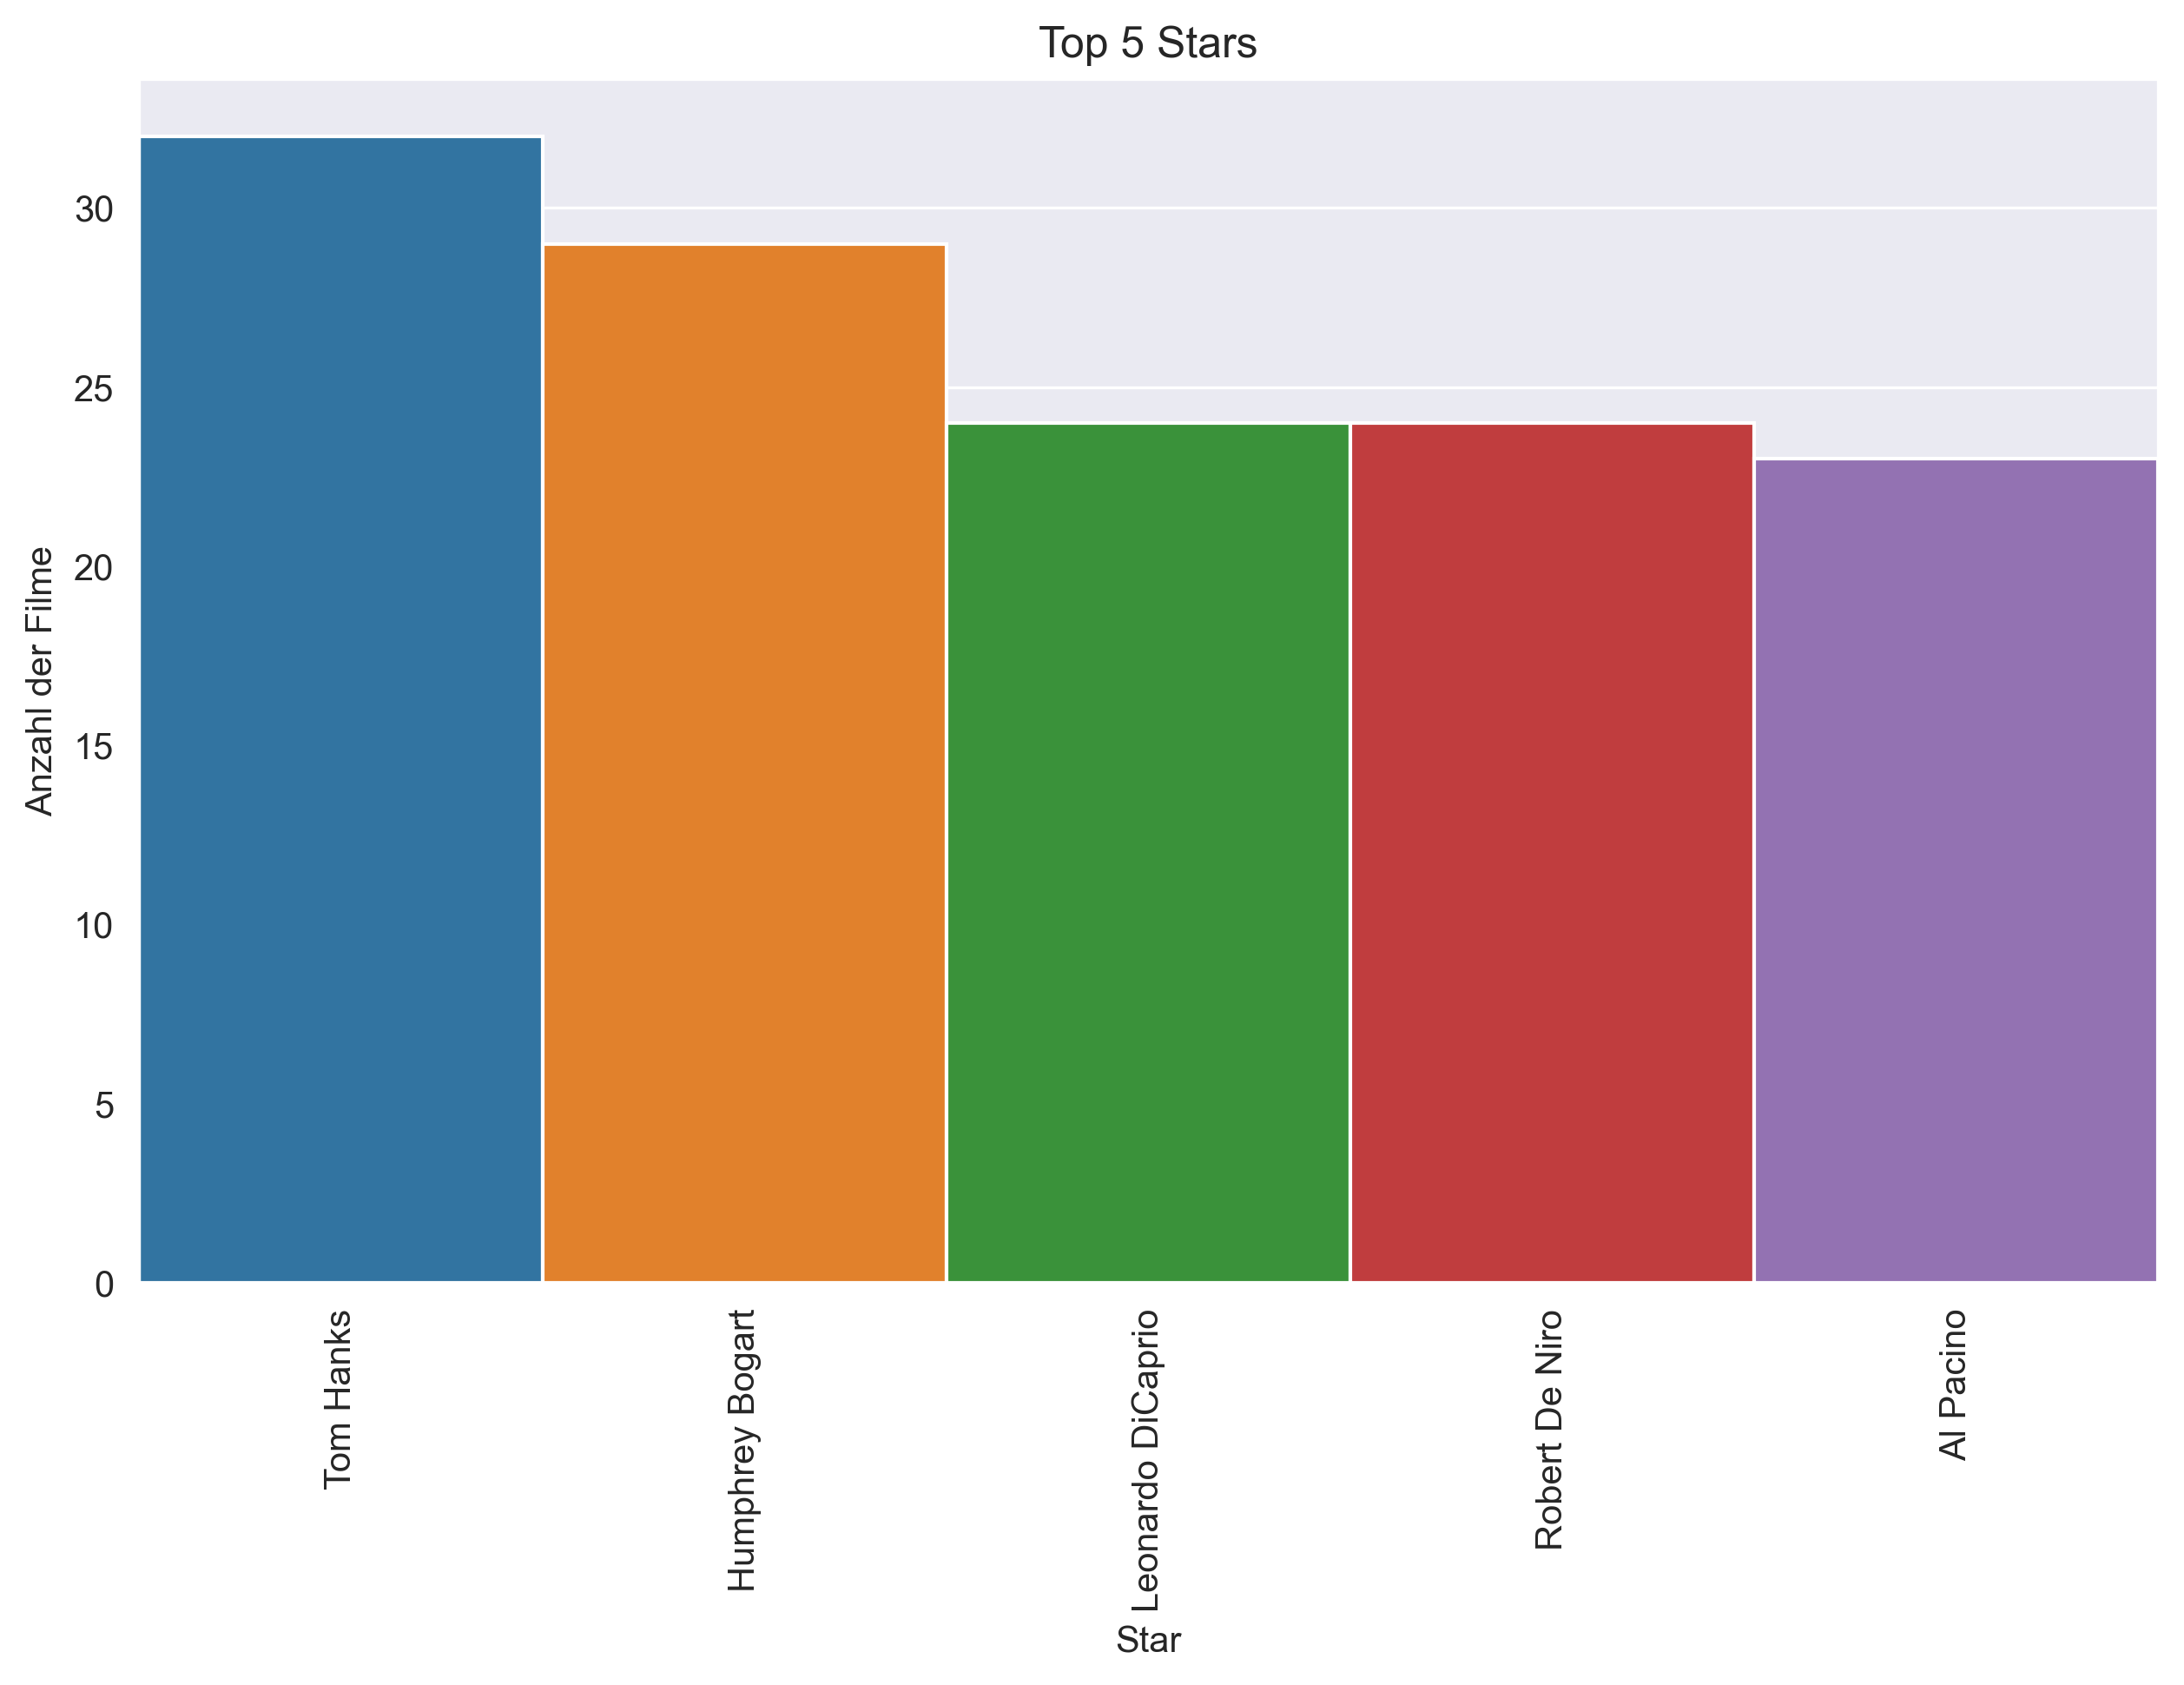 Top 5 Stars
Anzahl der Filme
30
25
20
15
10
5
0
Tom Hanks
Humphrey Bogart
Leonardo DiCaprio
Robert De Niro
Al Pacino
Star